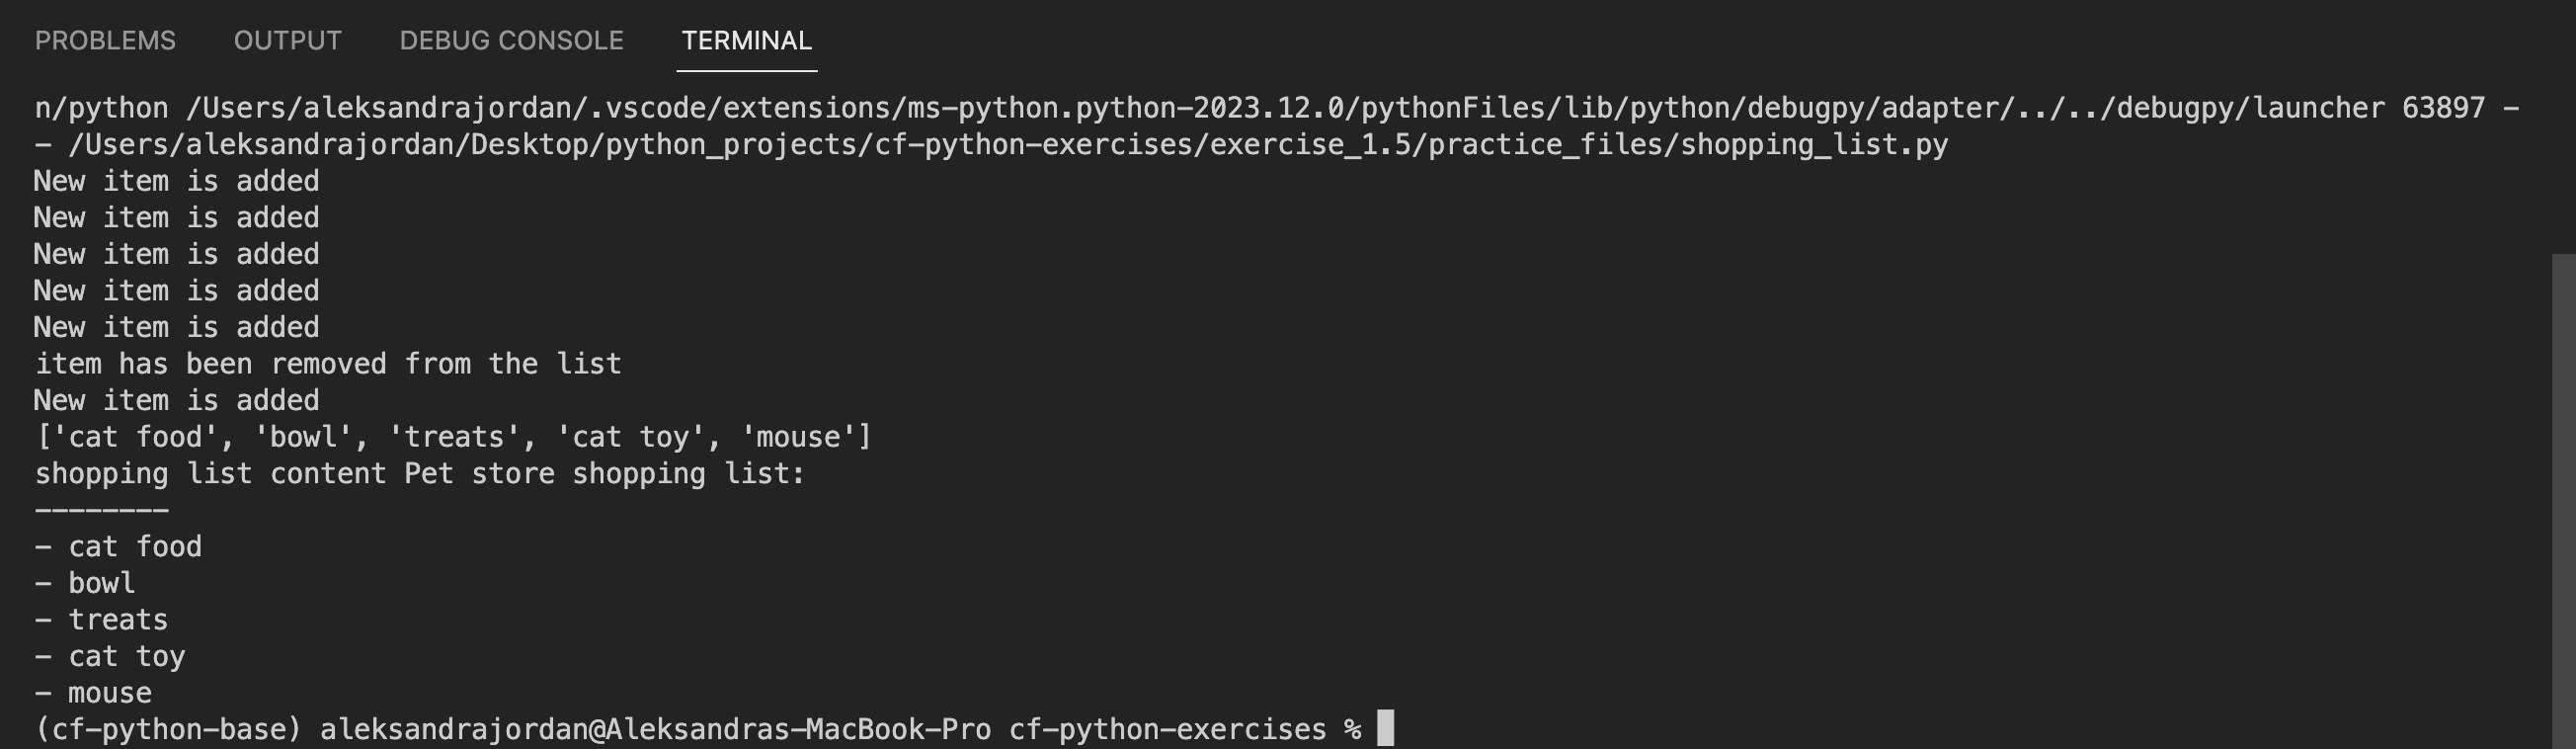 PROBLEMS OUTPUT DEBUG CONSOLE TERMINAL
n/python /Users/aleksandrajordan/.vscode/extensions/ms-python.python-2023.12.0/pythonFiles/lib/python/debugpy/adapter/../../debugpy/launcher 63897 -
- /Users/aleksandrajordan/Desktop/python_projects/cf-python-exercises/exercise_1.5/practice_files/shopping_list.py
New item is added
New item is added
New item is added
New item is added
New item is added
item has been removed from the list
New item is added
['cat food', 'bowl', 'treats', 'cat toy', 'mouse']
shopping list content Pet store shopping list:
--------
- cat food
- bowl
- treats
- cat toy
- mouse
(cf-python-base) aleksandrajordan@Aleksandras-MacBook-Pro cf-python-exercises %